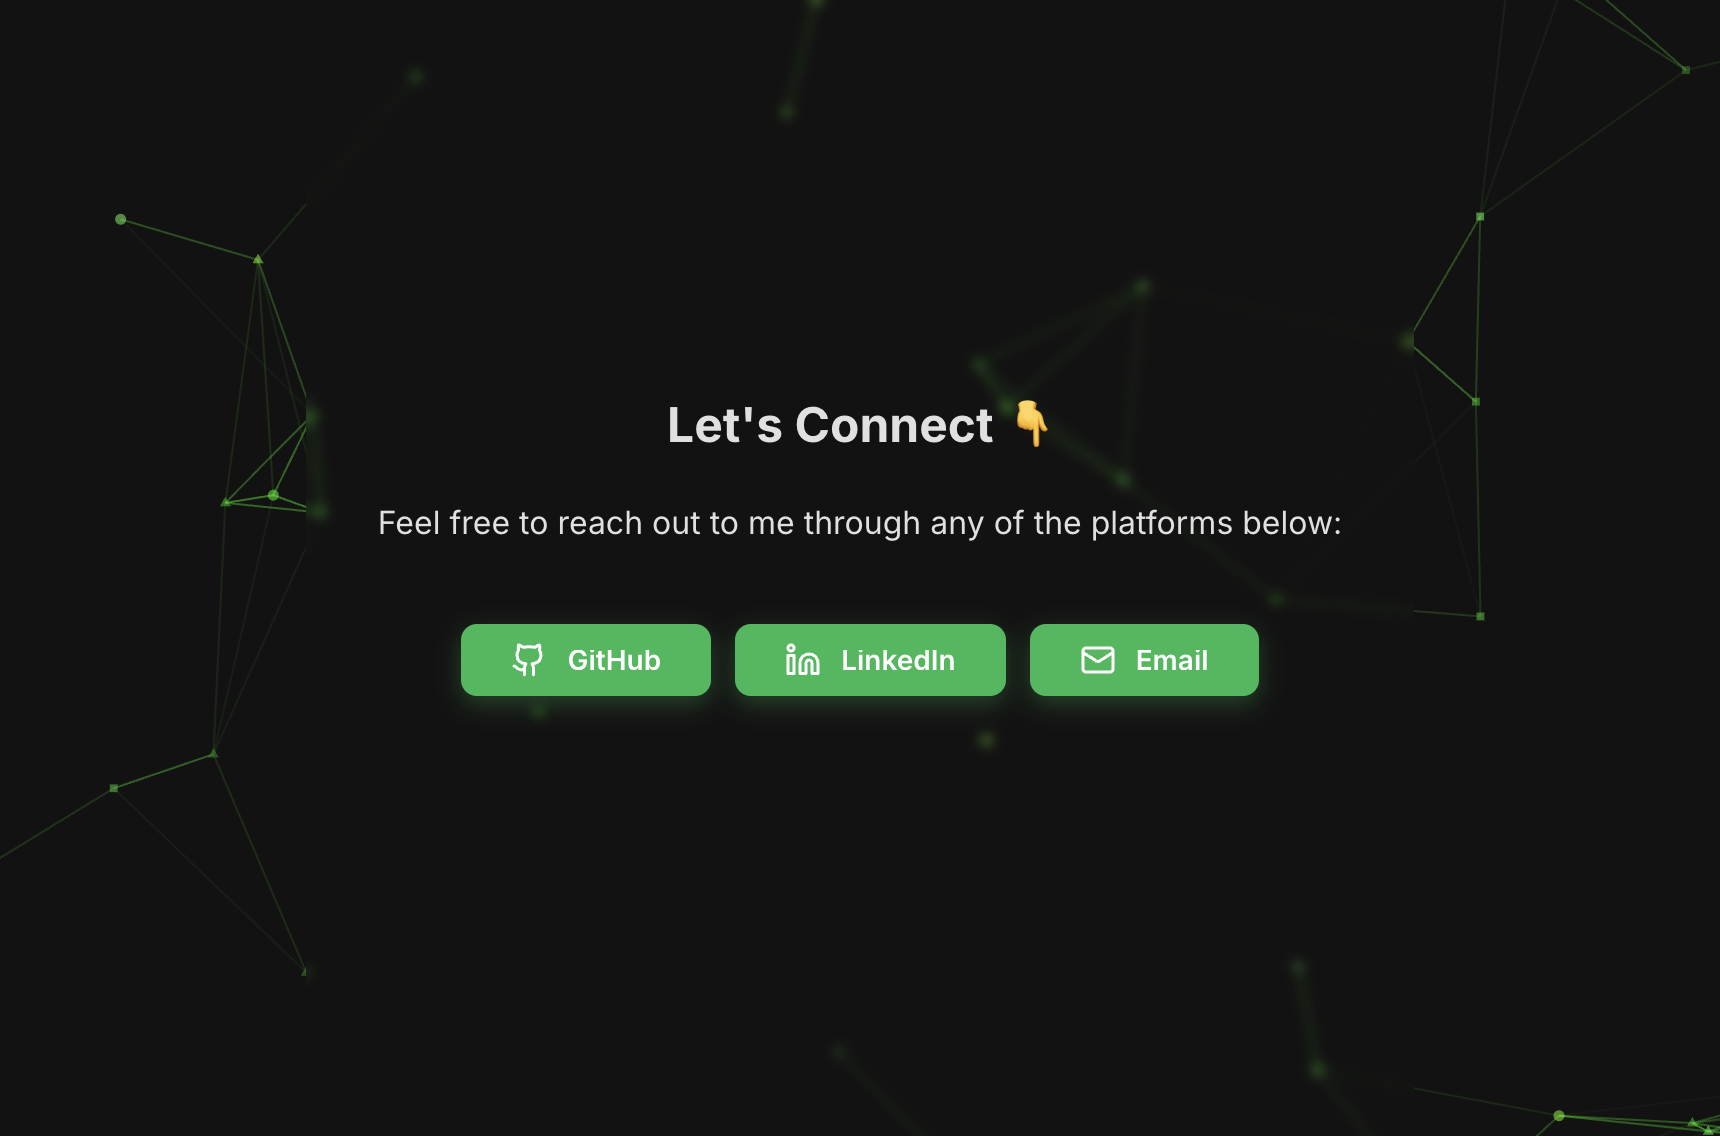 Let's Connect 👇
Feel free to reach out to me through any of the platforms below:
GitHub
LinkedIn
Email